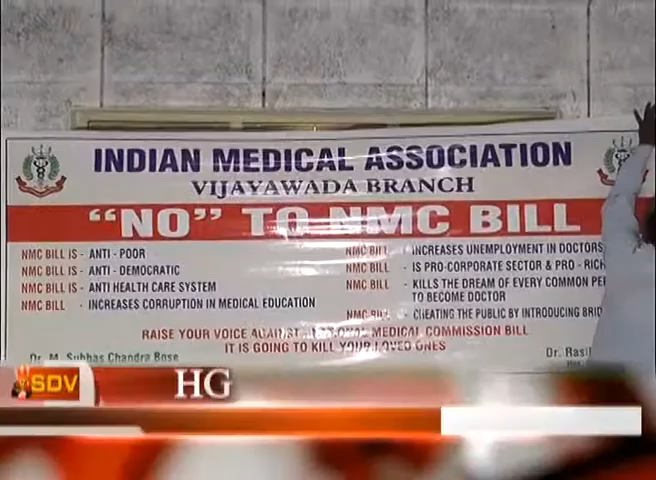 INDIAN MEDICAL ASSOCIATION
VIJAYAWADA BRANCH
"NO" TO NMC BILL
NMC BILL IS - ANTI - POOR
NMC BILL IS - ANTI - DEMOCRATIC
NMC BILL IS - ANTI HEALTH CARE SYSTEM
NMC BILL - INCREASES CORRUPTION IN MEDICAL EDUCATION
NMC BILL - INCREASES UNEMPLOYMENT IN DOCTORS
NMC BILL - IS PRO-CORPORATE SECTOR & PRO - RICH
NMC BILL - KILLS THE DREAM OF EVERY COMMON
TO BECOME DOCTOR
NMC BILL - CHEATING THE PUBLIC BY INTRODUCING
RAISE YOUR VOICE AGAINST MEDICAL COMMISSION BILL
IT IS GOING TO KILL YOUR LOVED ONES
Dr. M. Subhas Chandra Bose
Dr.
SDV
HG